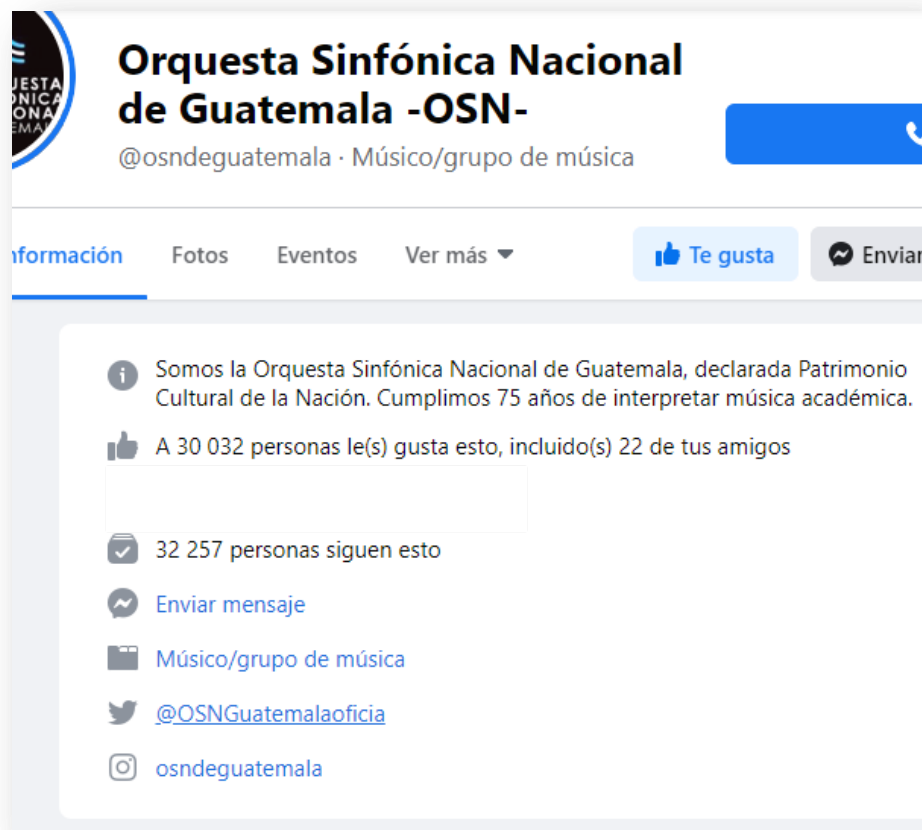 Orquesta Sinfónica Nacional
de Guatemala -OSN-
@osndeguatemala · Músico/grupo de música
Fotos Eventos Ver más Te gusta
Somos la Orquesta Sinfónica Nacional de Guatemala, declarada Patrimonio
Cultural de la Nación. Cumplimos 75 años de interpretar música académica.
A 30 032 personas le(s) gusta esto, incluido(s) 22 de tus amigos
32 257 personas siguen esto
Enviar mensaje
Músico/grupo de música
@OSNGuatemalaoficia
osndeguatemala